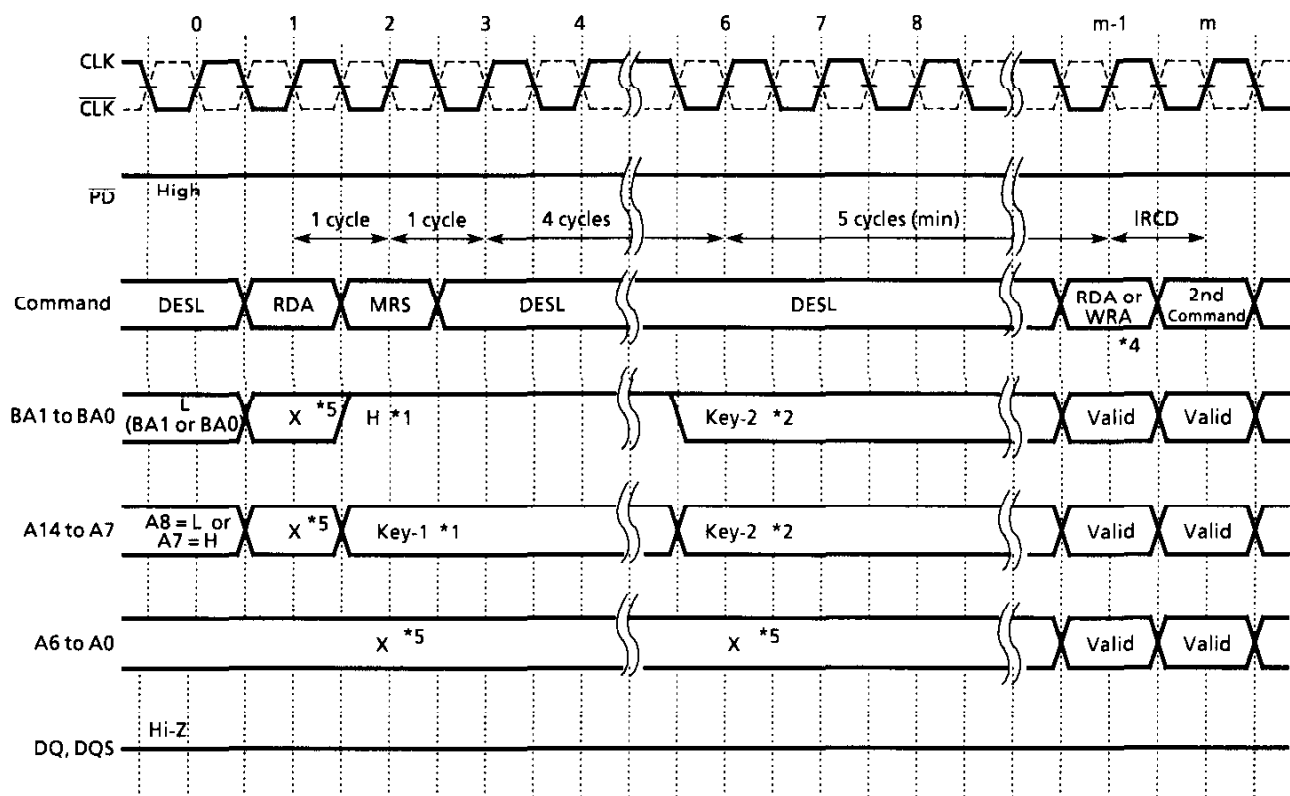 0 1 2 3 4 6 7 8 m-1 m
CLK
CLK
PD
High
1 cycle 1 cycle 4 cycles 5 cycles (min) IRCD
Command DESL RDA MRS DESL DESL RDA or WRA 2nd Command
*4
BA1 to BA0 L (BA1 or BA0) X *5 H *1 Key-2 *2 Valid Valid
A14 to A7 A8 = L or A7 = H X *5 Key-1 *1 Key-2 *2 Valid Valid
A6 to A0 X *5 X *5 Valid Valid
Hi-Z
DQ, DQS